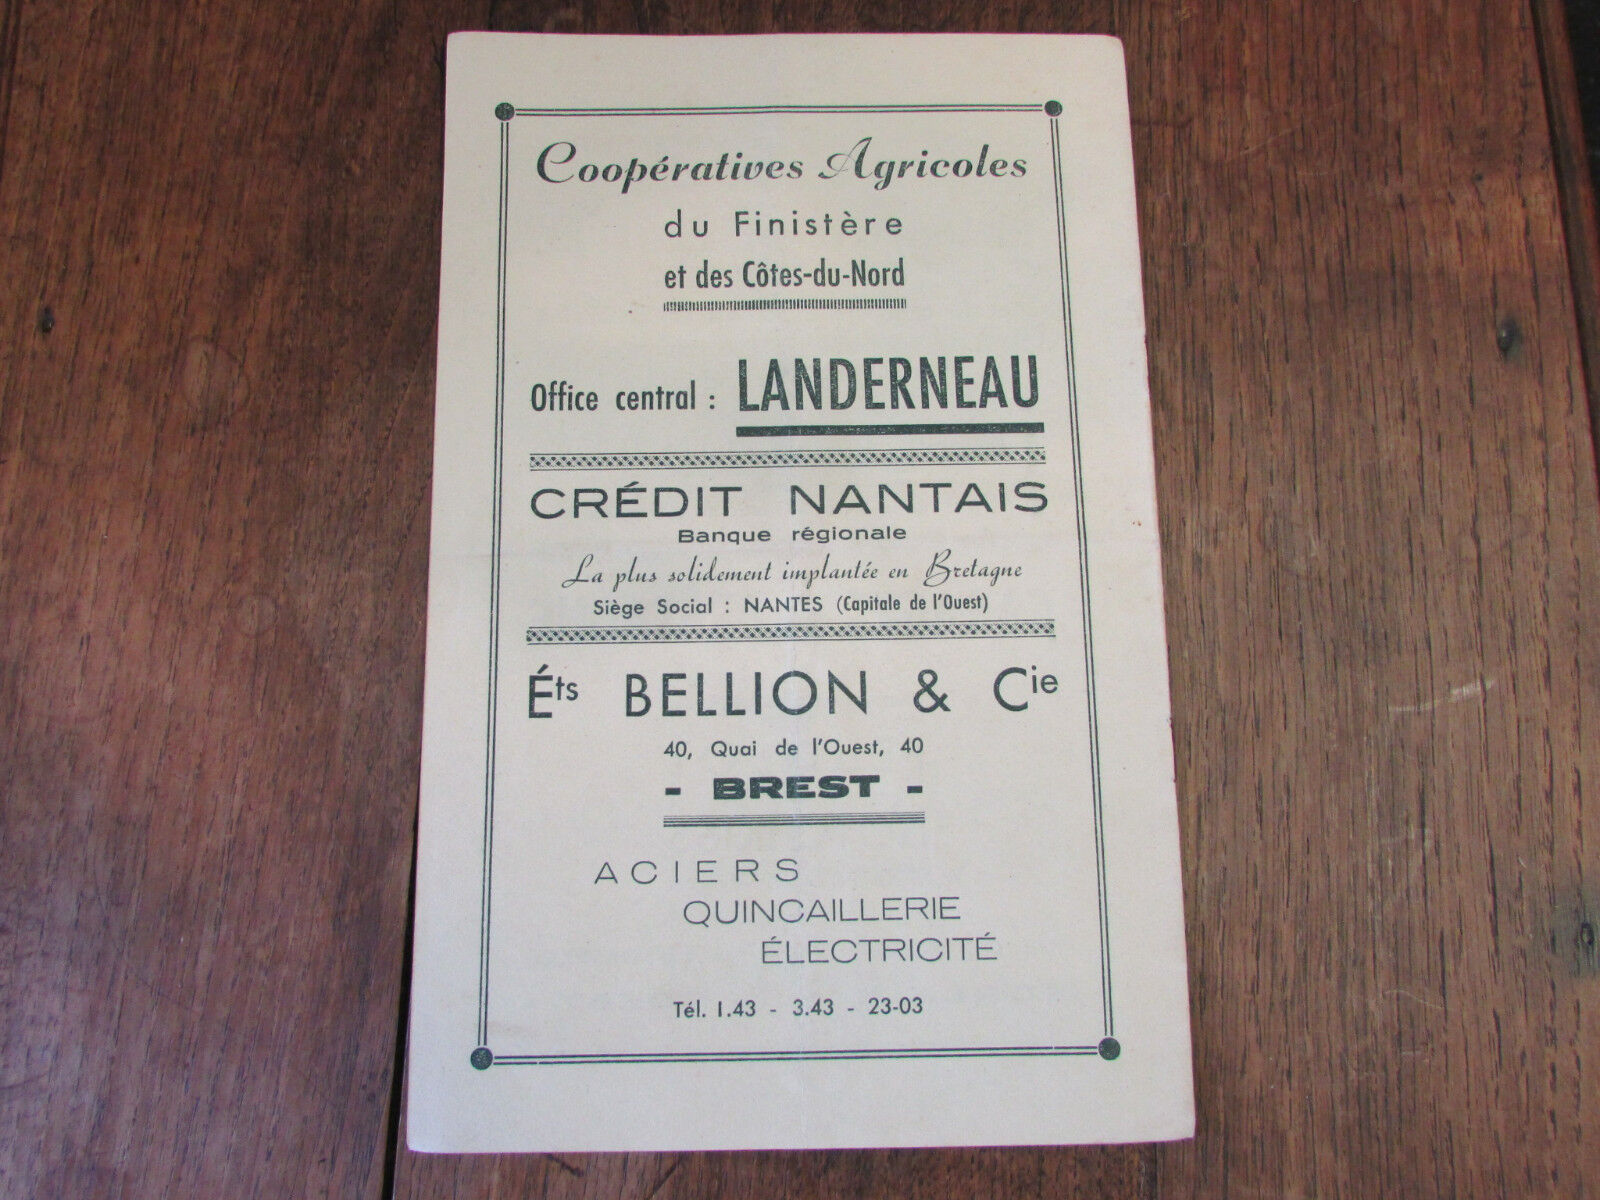 Coopératives Agricoles
du Finistère
et des Côtes-du-Nord
Office central : LANDERNEAU
CRÉDIT NANTAIS
Banque régionale
La plus solidement implantée en Bretagne
Siège Social : NANTES (Capitale de l'Ouest)
Éts BELLION & Cie
40, Quai de l'Ouest, 40
- BREST -
ACIERS
QUINCAILLERIE
ÉLECTRICITÉ
Tél. 1.43 - 3.43 - 23-03